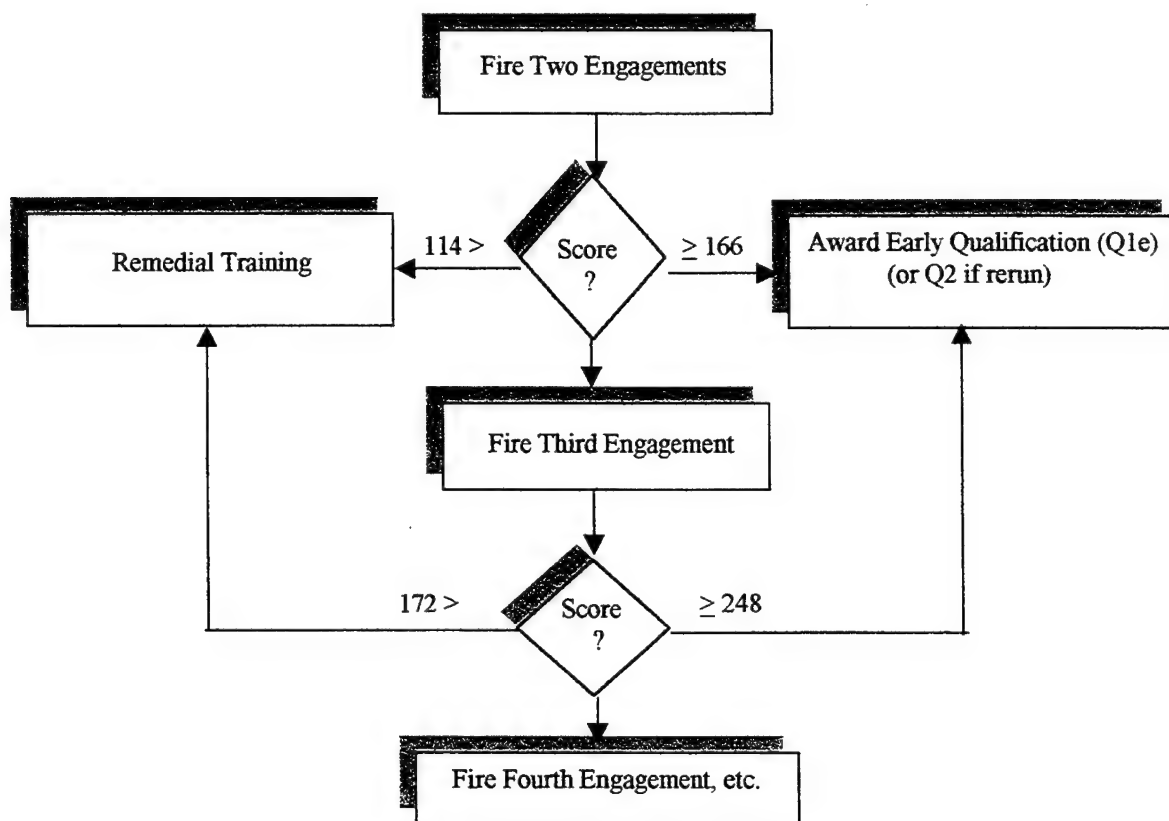 Fire Two Engagements
Remedial Training
114 >
Score
?
≥ 166
Award Early Qualification (Q1e)
(or Q2 if rerun)
Fire Third Engagement
172 >
Score
?
≥ 248
Fire Fourth Engagement, etc.